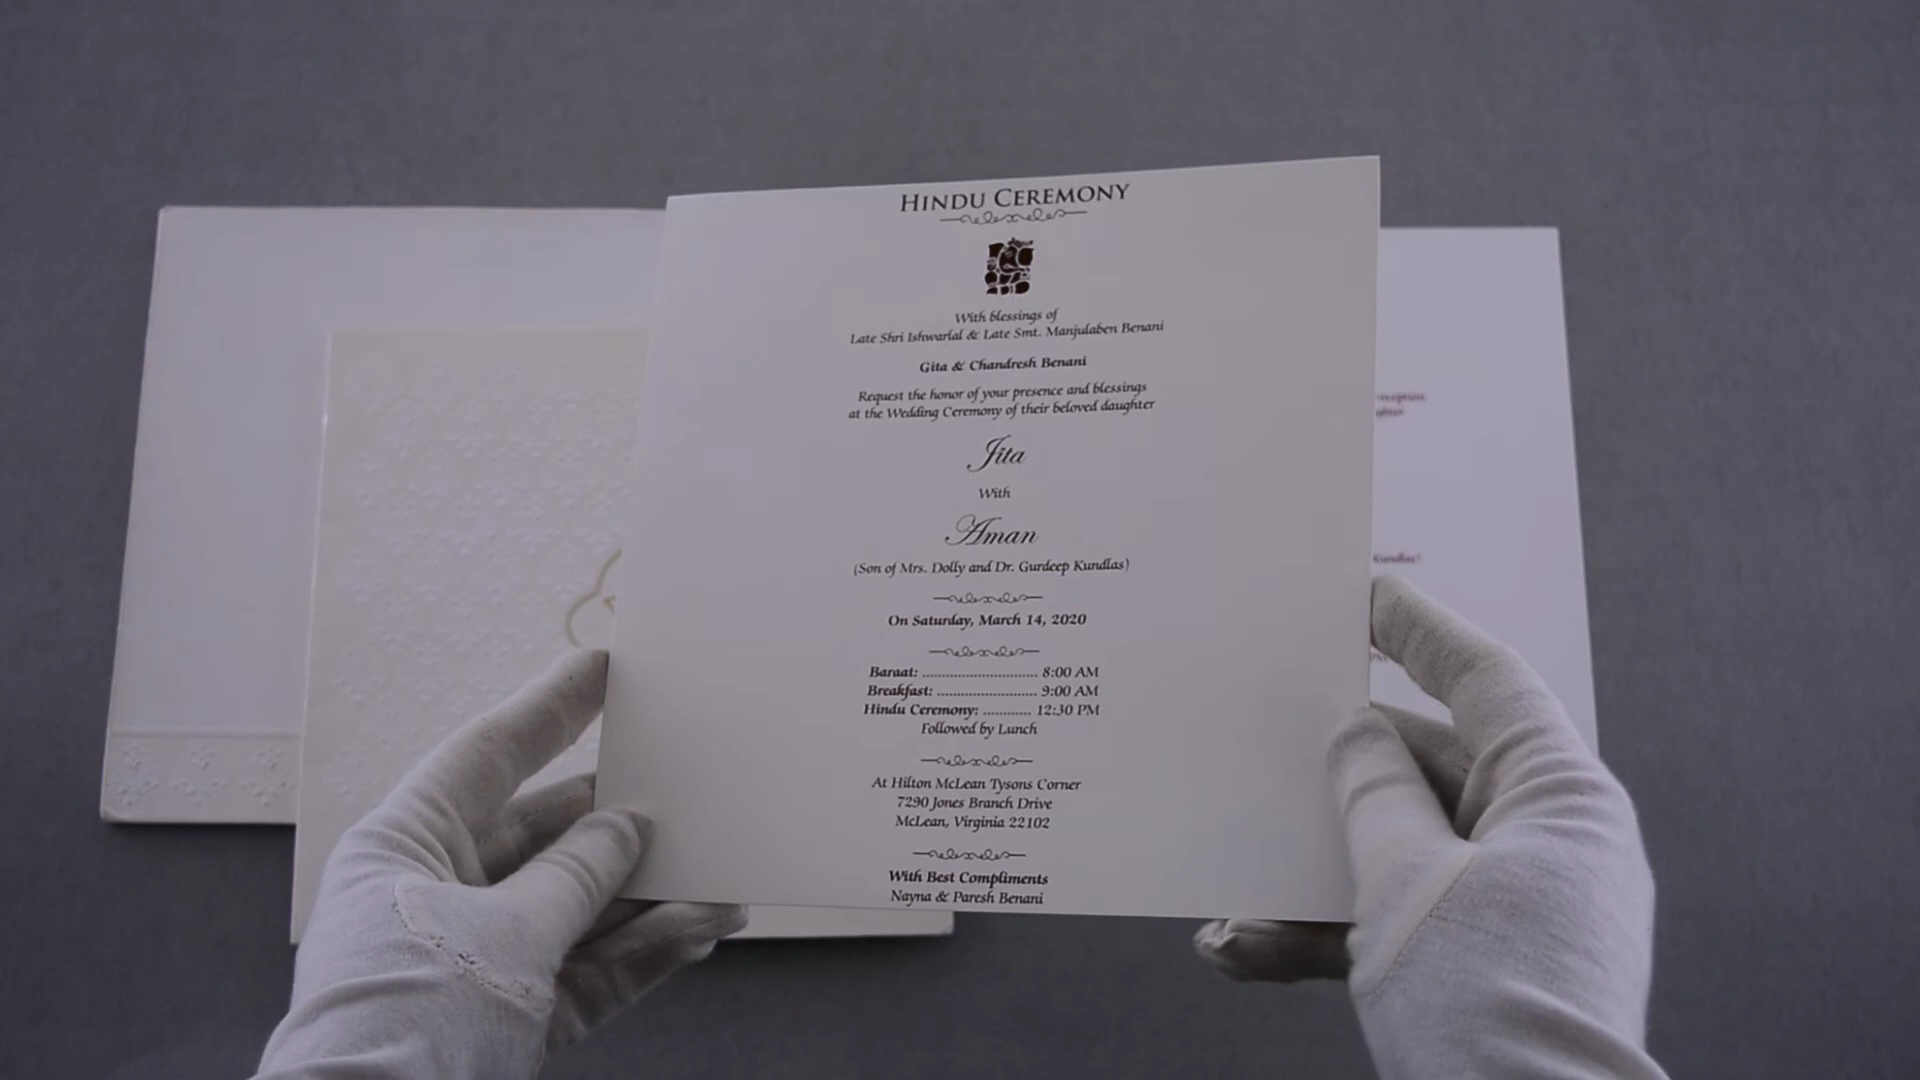 HINDU CEREMONY
With blessings of
Late Shri Ishwarlal & Late Smt. Manjulaben Benani
Gita & Chandresh Benani
Request the honor of your presence and blessings
at the Wedding Ceremony of their beloved daughter
Jita
With
Aman
(Son of Mrs. Dolly and Dr. Gurdeep Kundlas)
On Saturday, March 14, 2020
Baraat: ............................. 8:00 AM
Breakfast: ......................... 9:00 AM
Hindu Ceremony: ............ 12:30 PM
Followed by Lunch
At Hilton McLean Tysons Corner
7290 Jones Branch Drive
McLean, Virginia 22102
With Best Compliments
Nayna & Paresh Benani
reception
Kundlas)